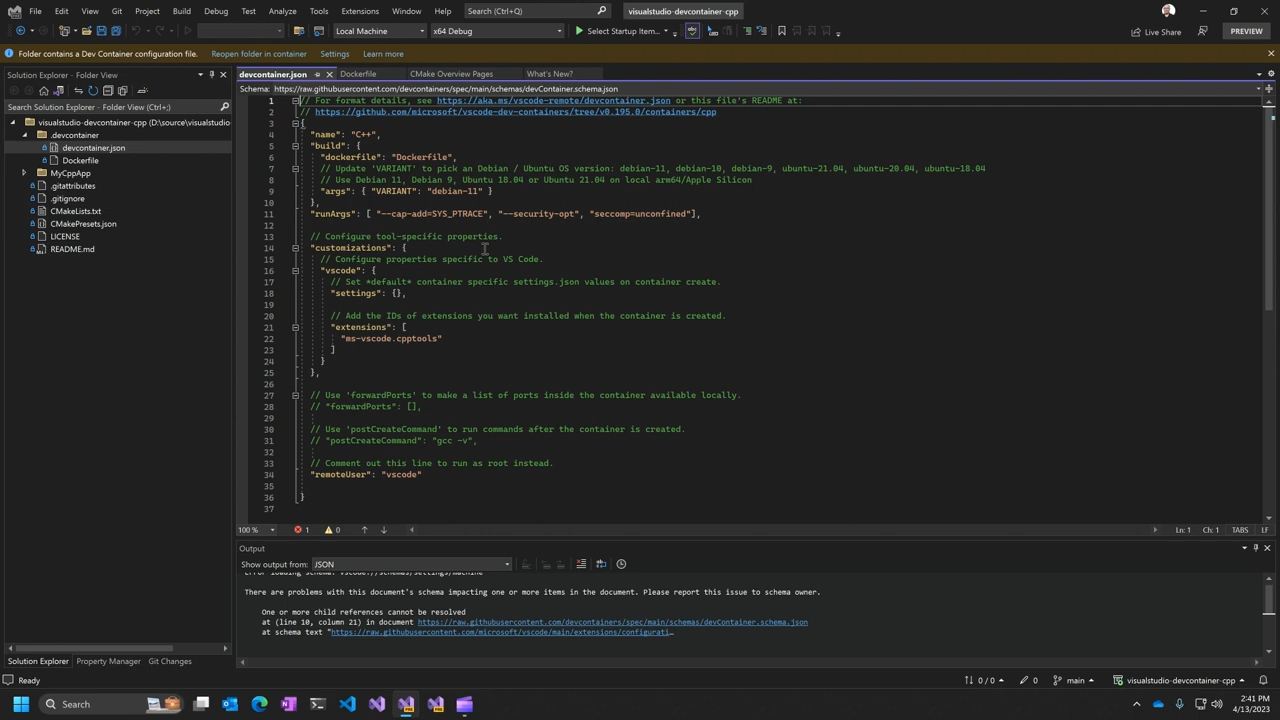 File Edit View Git Project Build Debug Test Analyze Tools Extensions Window Help Search (Ctrl+Q) visualstudio-devcontainer-cpp
Local Machine x64 Debug Select Startup Item... Live Share PREVIEW
Folder contains a Dev Container configuration file. Reopen folder in container Settings Learn more
Solution Explorer - Folder View
devcontainer.json Dockerfile CMake Overview Pages What's New?
Schema: https://raw.githubusercontent.com/devcontainers/spec/main/schemas/devContainer.schema.json
Search Solution Explorer - Folder View (Ctrl+;)
visualstudio-devcontainer-cpp (D:\source\visualstudio
.devcontainer
devcontainer.json
Dockerfile
MyCppApp
.gitattributes
.gitignore
CMakeLists.txt
CMakePresets.json
LICENSE
README.md
1 // For format details, see https://aka.ms/vscode-remote/devcontainer.json or this file's README at:
2 // https://github.com/microsoft/vscode-dev-containers/tree/v0.195.0/containers/cpp
3 {
4 "name": "C++",
5 "build": {
6 "dockerfile": "Dockerfile",
7 // Update 'VARIANT' to pick an Debian / Ubuntu OS version: debian-11, debian-10, debian-9, ubuntu-21.04, ubuntu-20.04, ubuntu-18.04
8 // Use Debian 11, Debian 9, Ubuntu 18.04 or Ubuntu 21.04 on local arm64/Apple Silicon
9 "args": { "VARIANT": "debian-11" }
10 },
11 "runArgs": [ "--cap-add=SYS_PTRACE", "--security-opt", "seccomp=unconfined"],
12
13 // Configure tool-specific properties.
14 "customizations": {
15 // Configure properties specific to VS Code.
16 "vscode": {
17 // Set *default* container specific settings.json values on container create.
18 "settings": {},
19
20 // Add the IDs of extensions you want installed when the container is created.
21 "extensions": [
22 "ms-vscode.cpptools"
23 ]
24 }
25 },
26
27 // Use 'forwardPorts' to make a list of ports inside the container available locally.
28 // "forwardPorts": [],
29
30 // Use 'postCreateCommand' to run commands after the container is created.
31 // "postCreateCommand": "gcc -v",
32
33 // Comment out this line to run as root instead.
34 "remoteUser": "vscode"
35
36 }
37
100 % 1 0 Ln: 1 Ch: 1 TABS LF
Output
Show output from: JSON
Error loading schema: vscode://schemas/settings/machine
There are problems with this document's schema impacting one or more items in the document. Please report this issue to schema owner.
One or more child references cannot be resolved
at (line 10, column 21) in document https://raw.githubusercontent.com/devcontainers/spec/main/schemas/devContainer.schema.json
at schema text "https://raw.githubusercontent.com/microsoft/vscode/main/extensions/configurati...
Solution Explorer Property Manager Git Changes
Ready 0 / 0 0 main visualstudio-devcontainer-cpp
Search 2:41 PM
4/13/2023